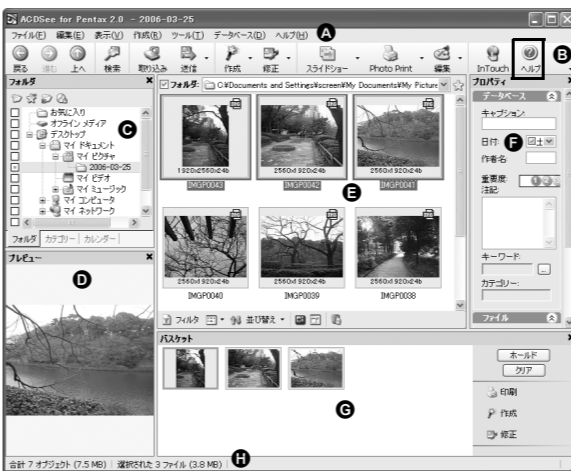 ACDSee for Pentax 2.0 - 2006-03-25
ファイル(F) 編集(E) 表示(V) 作成(R) ツール(T) データベース(D) ヘルプ(H) A
戻る 進む 上へ 検索 取り込み 送信 作成 修正 スライドショー Photo Print 編集 InTouch ヘルプ B
フォルダ
C
お気に入り
オフライン メディア
デスクトップ
マイ ドキュメント
マイ ピクチャ
2006-03-25
マイ ビデオ
マイ ミュージック
マイ コンピュータ
マイ ネットワーク
フォルダ カテゴリー カレンダー
プレビュー
D
フォルダ: C:\Documents and Settings\screen\My Documents\My Picture
1920x2560x24b 2560x1920x24b 2560x1920x24b
IMGP0043 IMGP0042 IMGP0041
E
2560x1920x24b 2560x1920x24b 2560x1920x24b
IMGP0040 IMGP0039 IMGP0038
フィルタ 並び替え
プロパティ
データベース
キャプション
日付: 土 F
作者名:
重要度:
注記:
キーワード:
...
カテゴリー:
ファイル
バスケット
G
ホールド
クリア
印刷
作成
修正
合計 7 オブジェクト (7.5 MB) 選択された 3 ファイル (3.8 MB) H